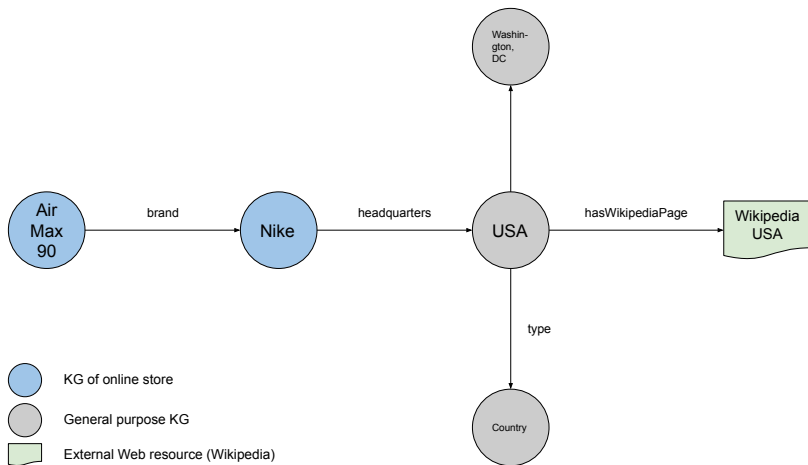 Washin-
gton,
DC
Air
Max
90
brand
Nike
headquarters
USA
hasWikipediaPage
Wikipedia
USA
type
Country
KG of online store
General purpose KG
External Web resource (Wikipedia)